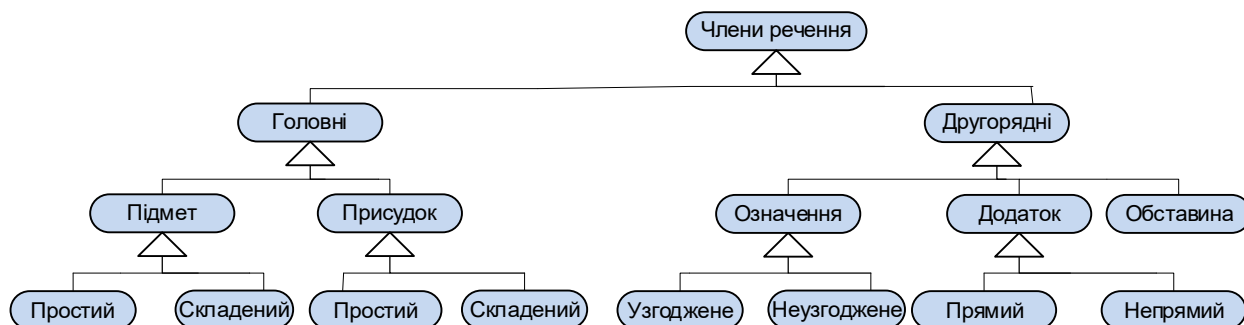 Члени речення
Головні
Другорядні
Підмет
Присудок
Означення
Додаток
Обставина
Простий
Складений
Простий
Складений
Узгоджене
Неузгоджене
Прямий
Непрямий